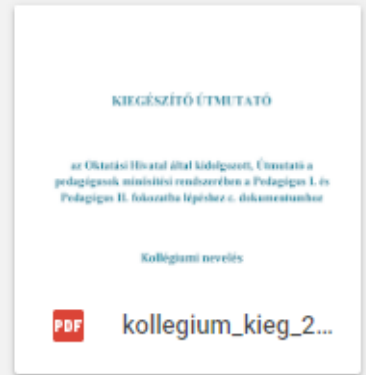 KIEGÉSZÍTŐ ÚTMUTATÓ
az Oktatási Hivatal által kidolgozott, Útmutató a
pedagógusok minősítési rendszerében a Pedagógus I. és
Pedagógus II. fokozatba lépéshez c. dokumentumhoz
Kollégiumi nevelés
PDF kollegium_kieg_2...